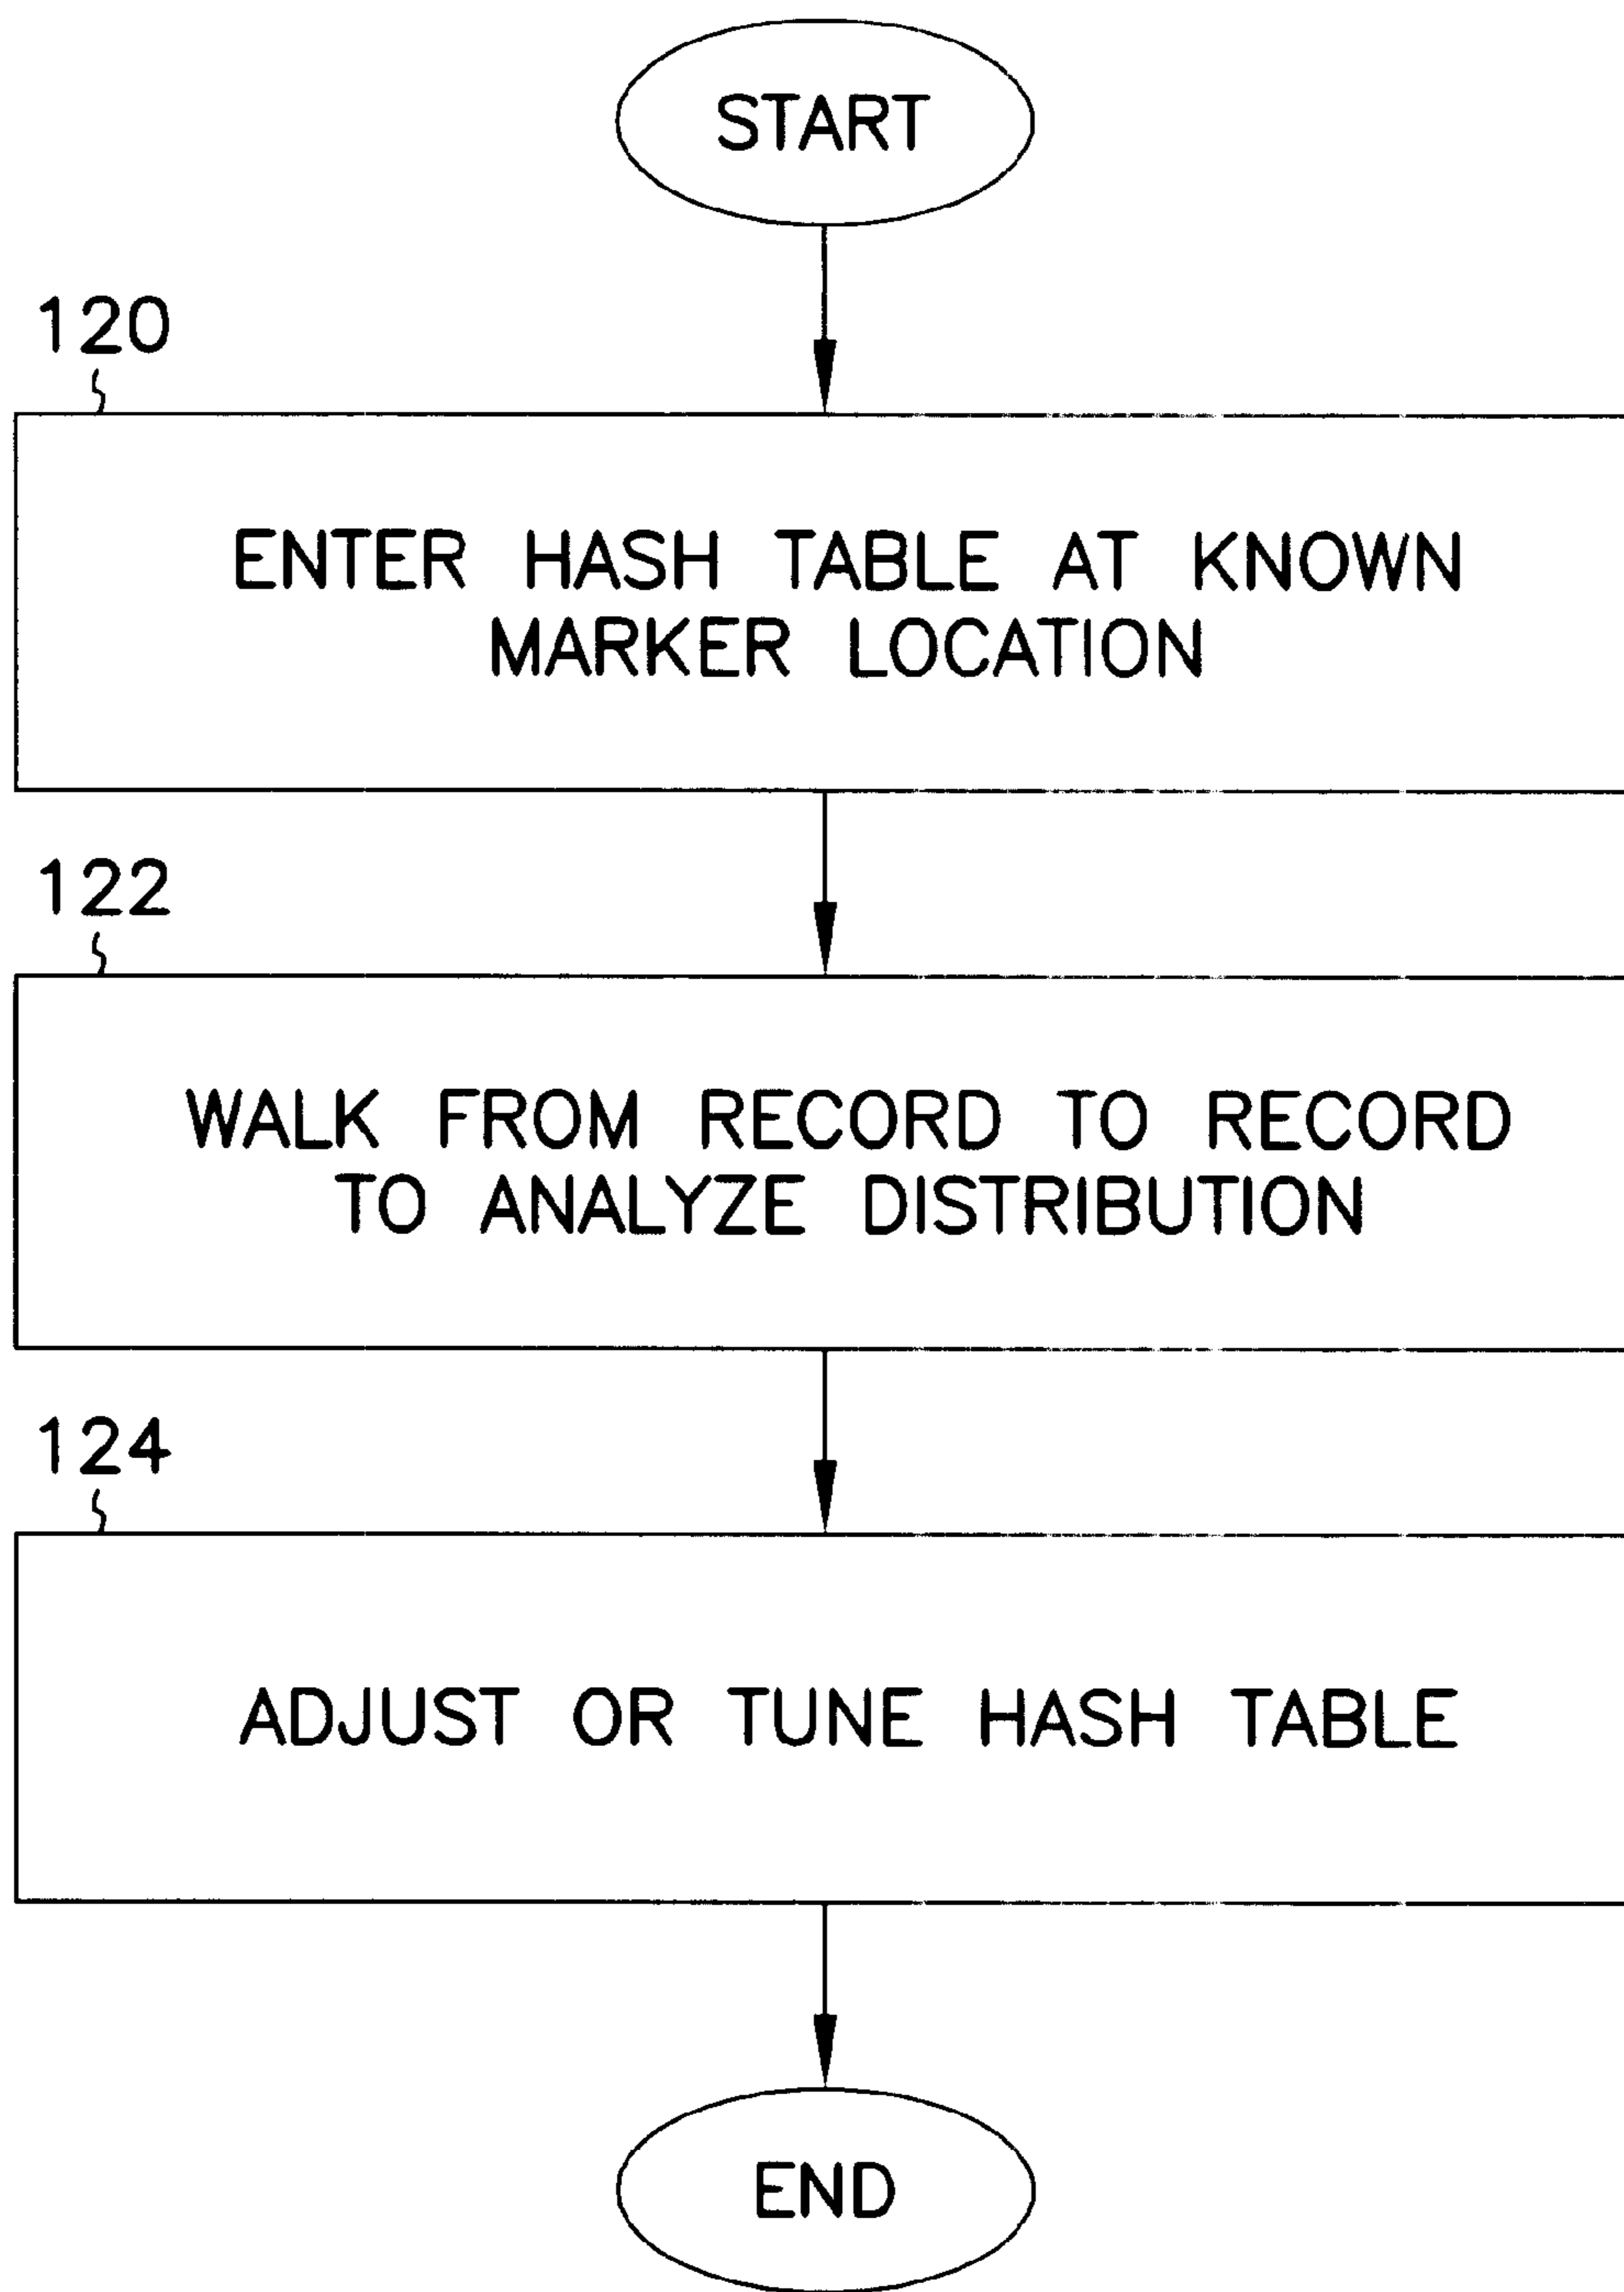 START
120
ENTER HASH TABLE AT KNOWN
MARKER LOCATION
122
WALK FROM RECORD TO RECORD
TO ANALYZE DISTRIBUTION
124
ADJUST OR TUNE HASH TABLE
END